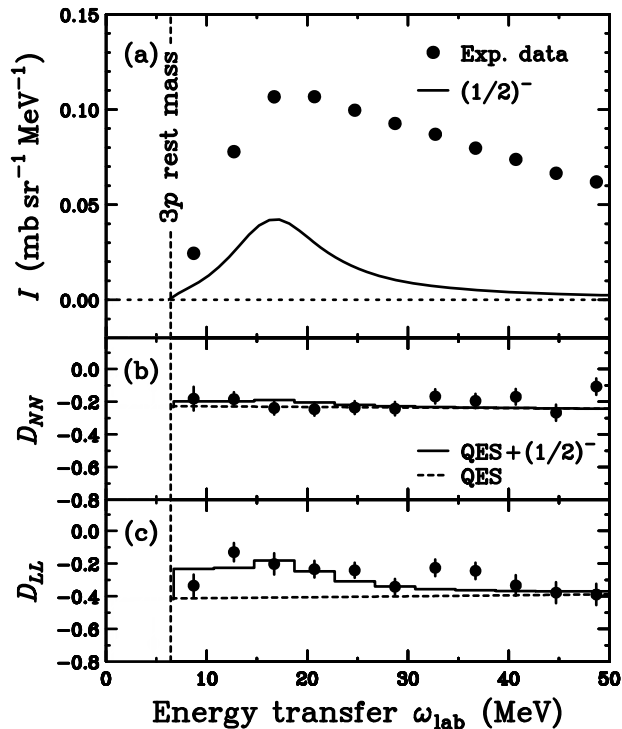 0.15
(a)
Exp. data
(1/2)⁻
0.10
3p rest mass
I (mb sr⁻¹ MeV⁻¹)
0.05
0.00
(b)
0.0
−0.2
−0.4
−0.6
−0.8
D_NN
QES+(1/2)⁻
QES
(c)
0.0
−0.2
−0.4
−0.6
−0.8
D_LL
0 10 20 30 40 50
Energy transfer ω_lab (MeV)